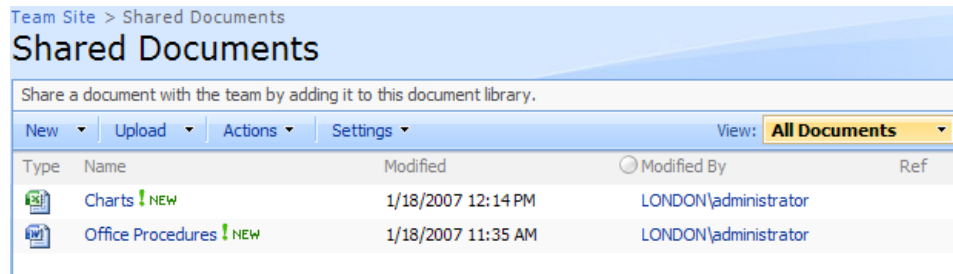 Team Site > Shared Documents
Shared Documents
Share a document with the team by adding it to this document library.
New Upload Actions Settings View: All Documents
Type Name Modified Modified By Ref
Charts ! NEW 1/18/2007 12:14 PM LONDON\administrator
Office Procedures ! NEW 1/18/2007 11:35 AM LONDON\administrator